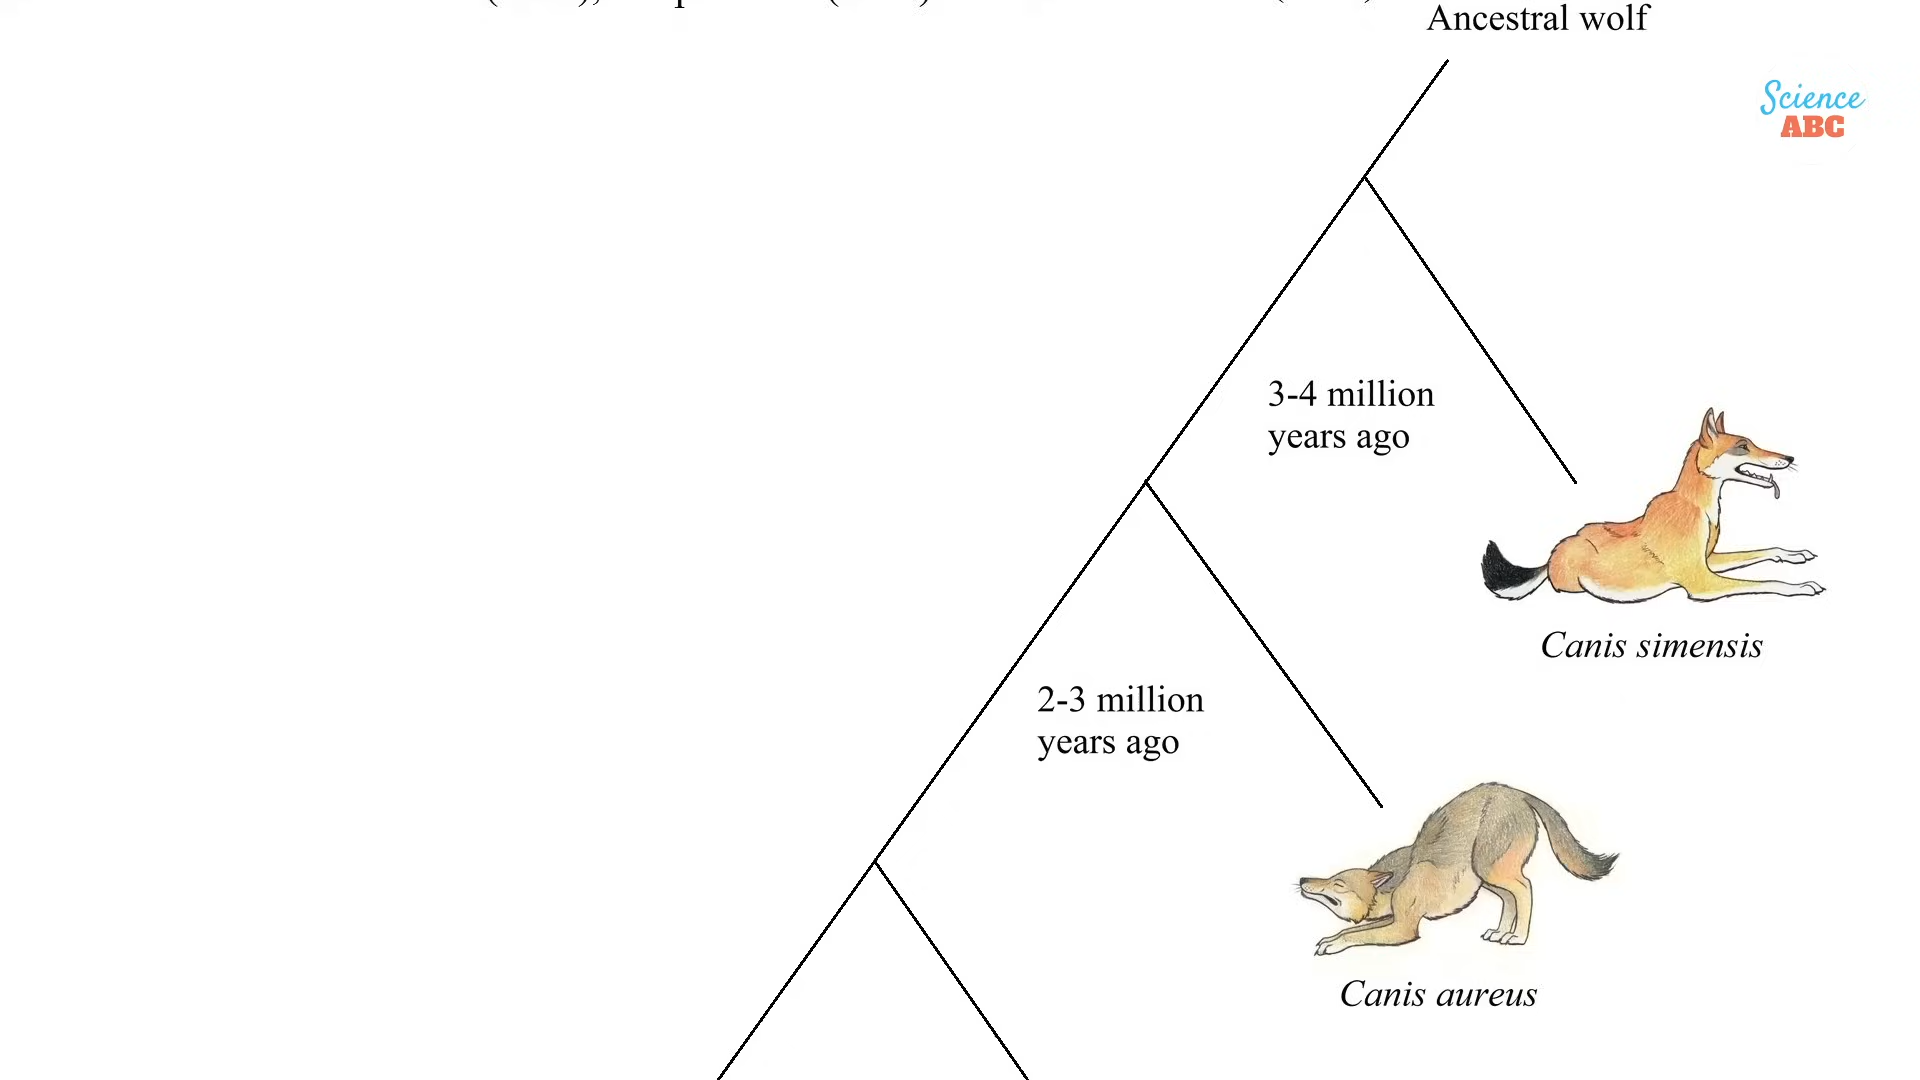 Ancestral wolf
Science
ABC
3-4 million
years ago
Canis simensis
2-3 million
years ago
Canis aureus